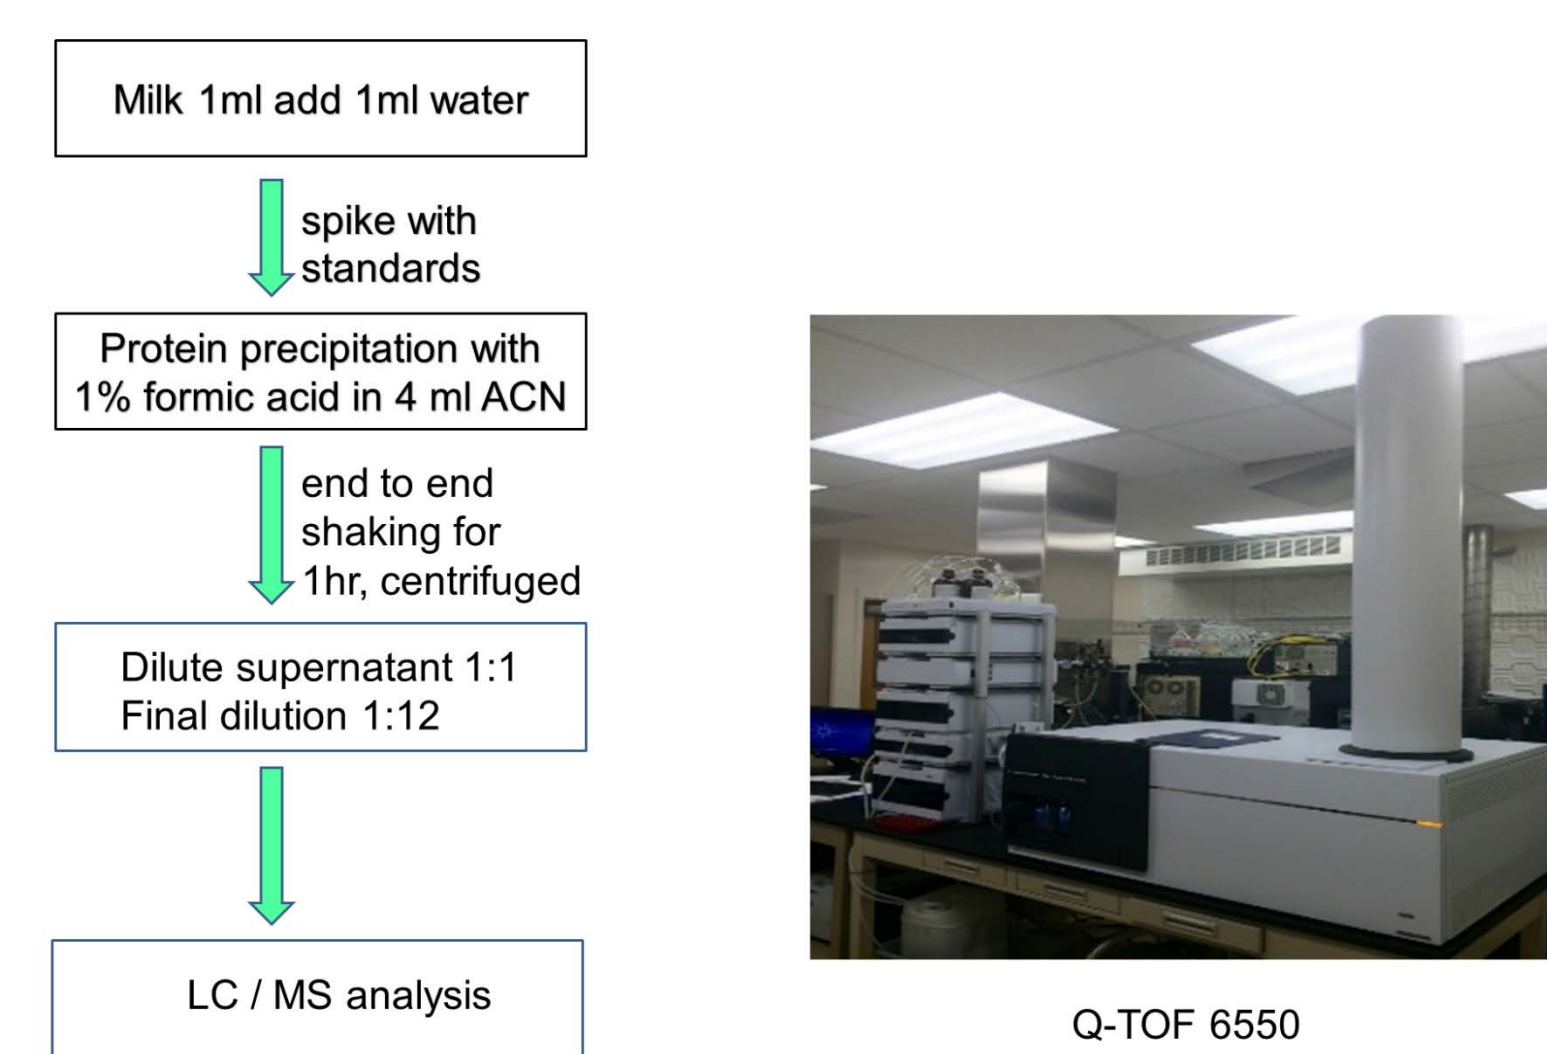 Milk 1ml add 1ml water
spike with
standards
Protein precipitation with
1% formic acid in 4 ml ACN
end to end
shaking for
1hr, centrifuged
Dilute supernatant 1:1
Final dilution 1:12
LC / MS analysis
Q-TOF 6550